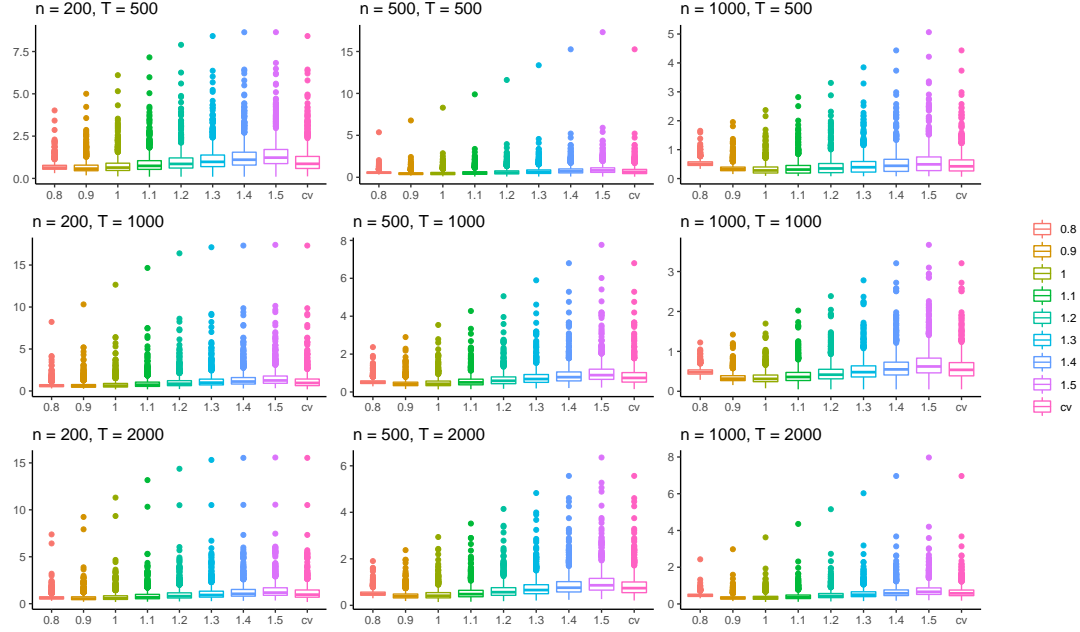 n = 200, T = 500
n = 500, T = 500
n = 1000, T = 500
7.5
5.0
2.5
0.0
0.8 0.9 1 1.1 1.2 1.3 1.4 1.5 cv
15
10
5
0
0.8 0.9 1 1.1 1.2 1.3 1.4 1.5 cv
5
4
3
2
1
0
0.8 0.9 1 1.1 1.2 1.3 1.4 1.5 cv
n = 200, T = 1000
n = 500, T = 1000
n = 1000, T = 1000
15
10
5
0
0.8 0.9 1 1.1 1.2 1.3 1.4 1.5 cv
8
6
4
2
0
0.8 0.9 1 1.1 1.2 1.3 1.4 1.5 cv
3
2
1
0
0.8 0.9 1 1.1 1.2 1.3 1.4 1.5 cv
n = 200, T = 2000
n = 500, T = 2000
n = 1000, T = 2000
15
10
5
0
0.8 0.9 1 1.1 1.2 1.3 1.4 1.5 cv
6
4
2
0
0.8 0.9 1 1.1 1.2 1.3 1.4 1.5 cv
8
6
4
2
0
0.8 0.9 1 1.1 1.2 1.3 1.4 1.5 cv
0.8
0.9
1
1.1
1.2
1.3
1.4
1.5
cv